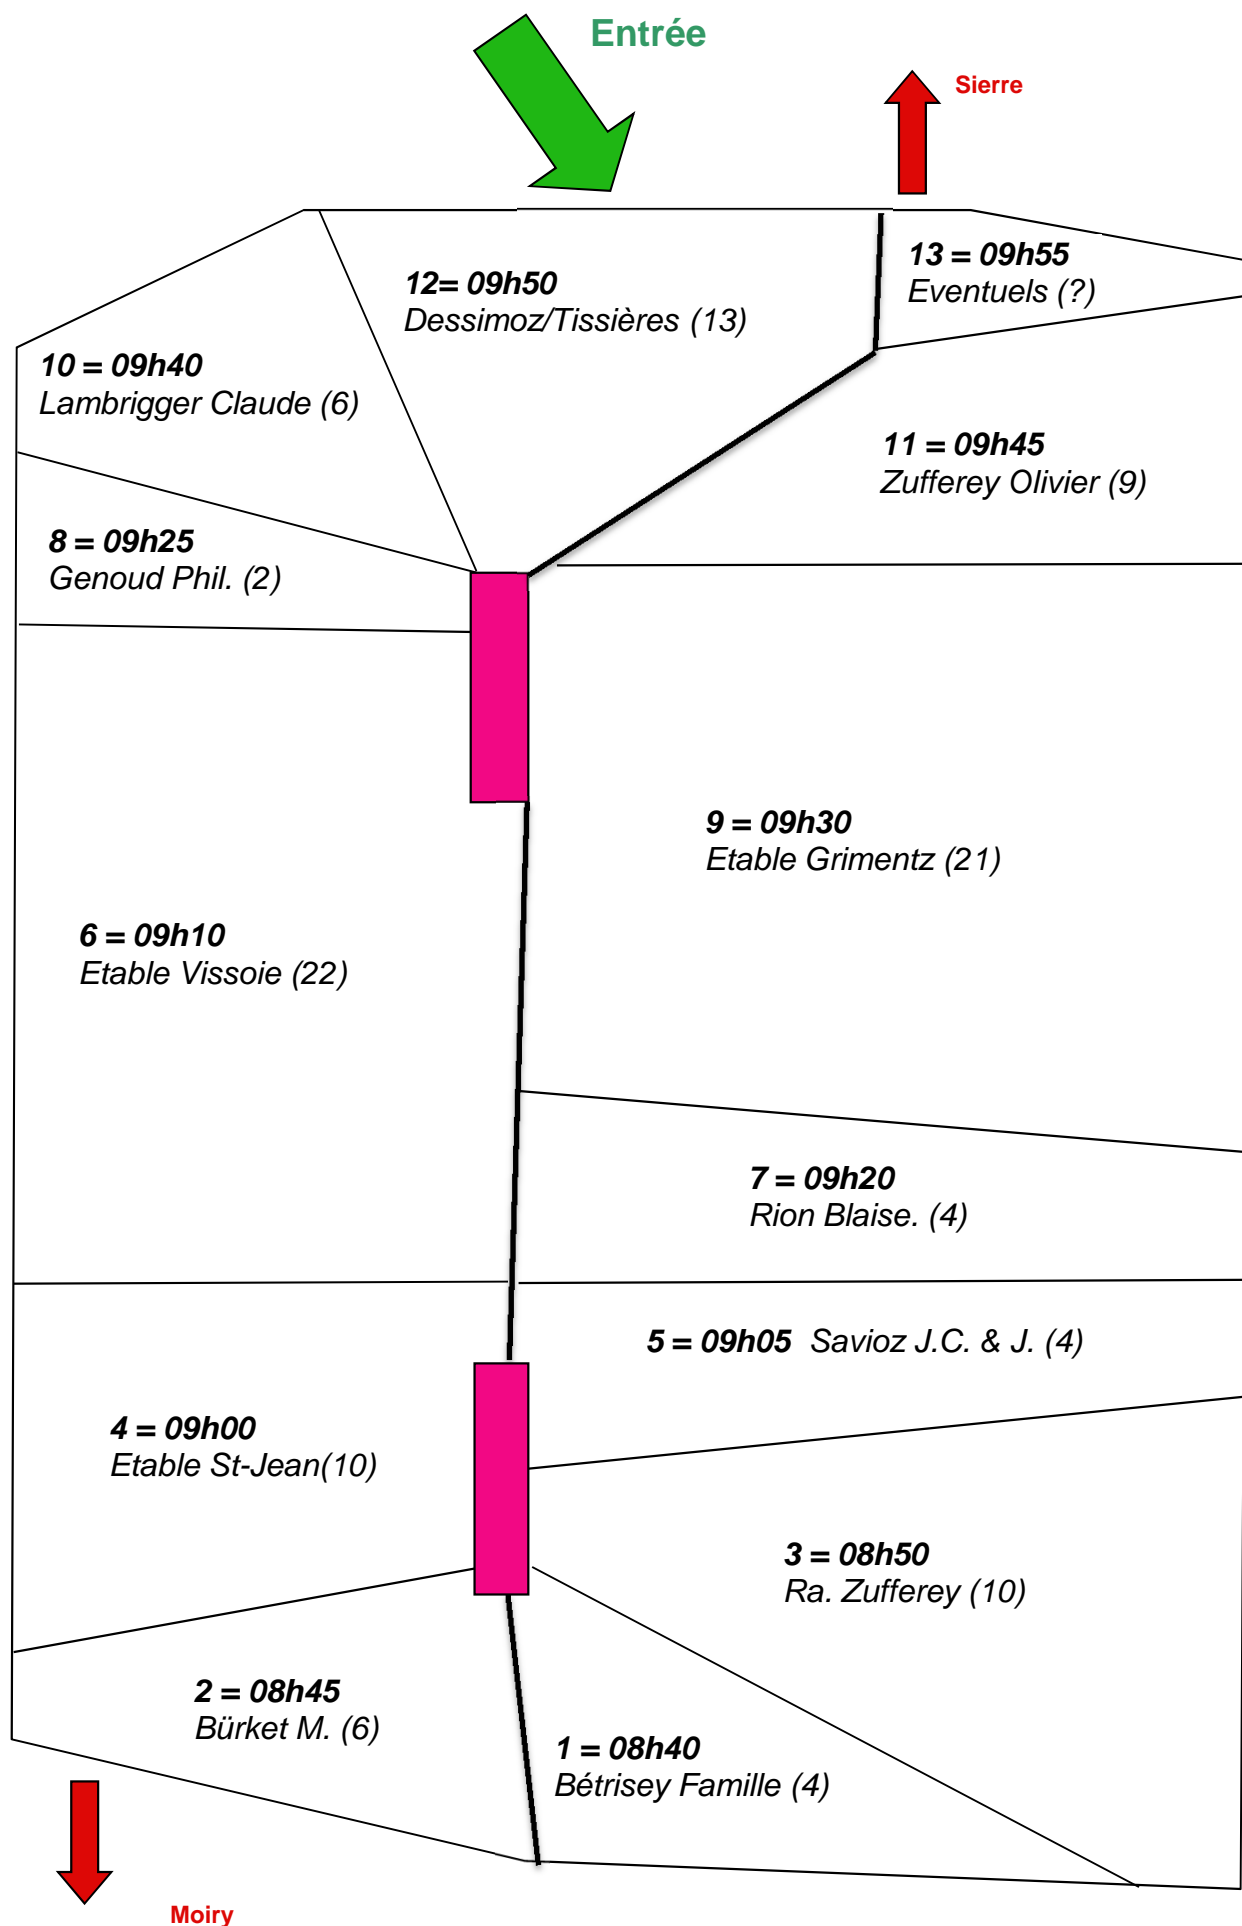 Entrée
Sierre
13 = 09h55
Eventuels (?)
12= 09h50
Dessimoz/Tissières (13)
10 = 09h40
Lambrigger Claude (6)
11 = 09h45
Zufferey Olivier (9)
8 = 09h25
Genoud Phil. (2)
9 = 09h30
Etable Grimentz (21)
6 = 09h10
Etable Vissoie (22)
7 = 09h20
Rion Blaise. (4)
5 = 09h05 Savioz J.C. & J. (4)
4 = 09h00
Etable St-Jean(10)
3 = 08h50
Ra. Zufferey (10)
2 = 08h45
Bürket M. (6)
1 = 08h40
Bétrisey Famille (4)
Moiry